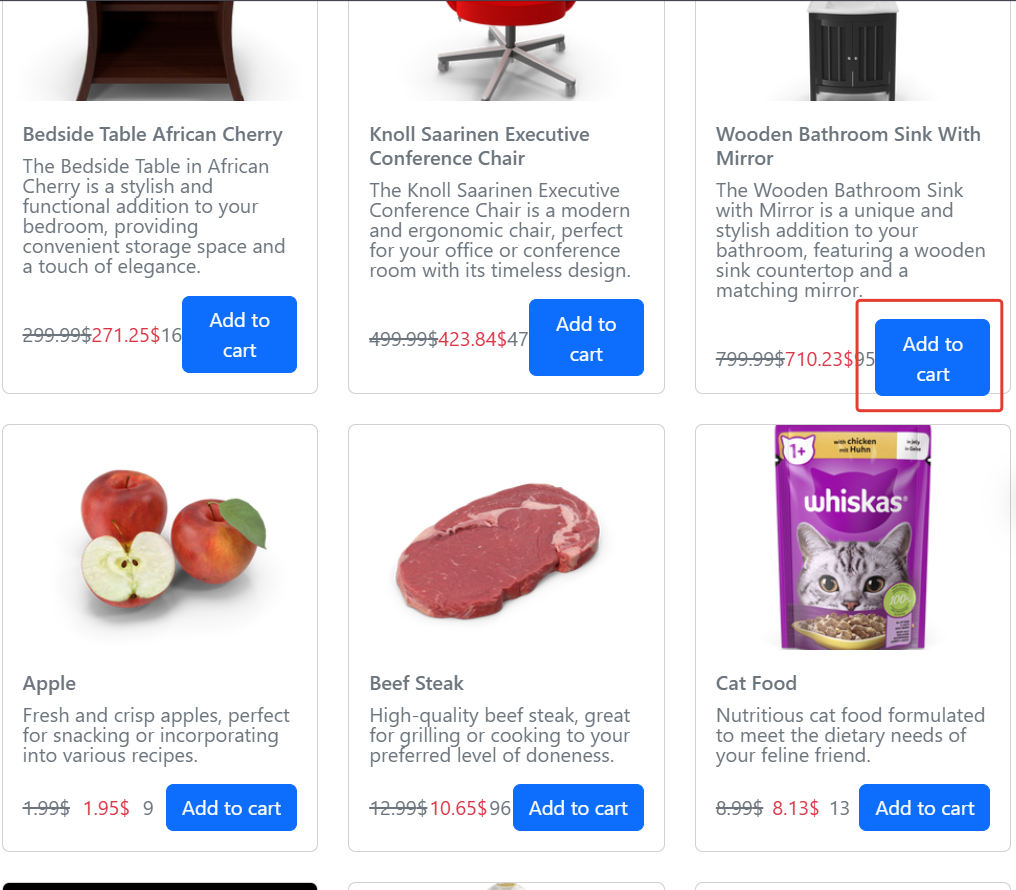 Bedside Table African Cherry
The Bedside Table in African
Cherry is a stylish and
functional addition to your
bedroom, providing
convenient storage space and
a touch of elegance.
299.99$271.25$16
Add to
cart
Knoll Saarinen Executive
Conference Chair
The Knoll Saarinen Executive
Conference Chair is a modern
and ergonomic chair, perfect
for your office or conference
room with its timeless design.
499.99$423.84$47
Add to
cart
Wooden Bathroom Sink With
Mirror
The Wooden Bathroom Sink
with Mirror is a unique and
stylish addition to your
bathroom, featuring a wooden
sink countertop and a
matching mirror.
799.99$710.23$95
Add to
cart
Apple
Fresh and crisp apples, perfect
for snacking or incorporating
into various recipes.
1.99$ 1.95$ 9 Add to cart
Beef Steak
High-quality beef steak, great
for grilling or cooking to your
preferred level of doneness.
12.99$10.65$96 Add to cart
1+
with chicken
mit Huhn
in jelly
in Gelee
whiskas®
100%
Cat Food
Nutritious cat food formulated
to meet the dietary needs of
your feline friend.
8.99$ 8.13$ 13 Add to cart